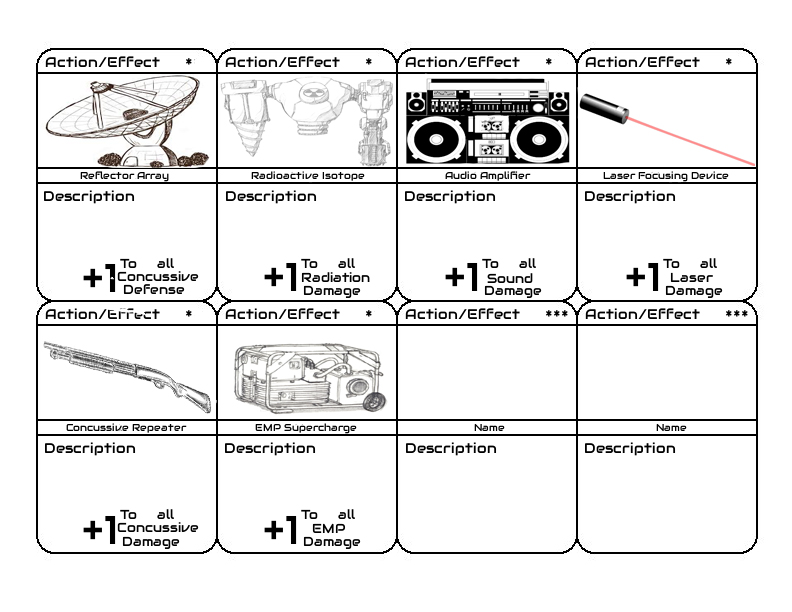 Action/Effect *
Action/Effect *
Action/Effect *
Action/Effect *
Reflector Array
Radioactive Isotope
Audio Amplifier
Laser Focusing Device
Description
Description
Description
Description
+1 To all Concussive Defense
+1 To all Radiation Damage
+1 To all Sound Damage
+1 To all Laser Damage
Action/Effect *
Action/Effect *
Action/Effect ***
Action/Effect ***
Concussive Repeater
EMP Supercharge
Name
Name
Description
Description
Description
Description
+1 To all Concussive Damage
+1 To all EMP Damage